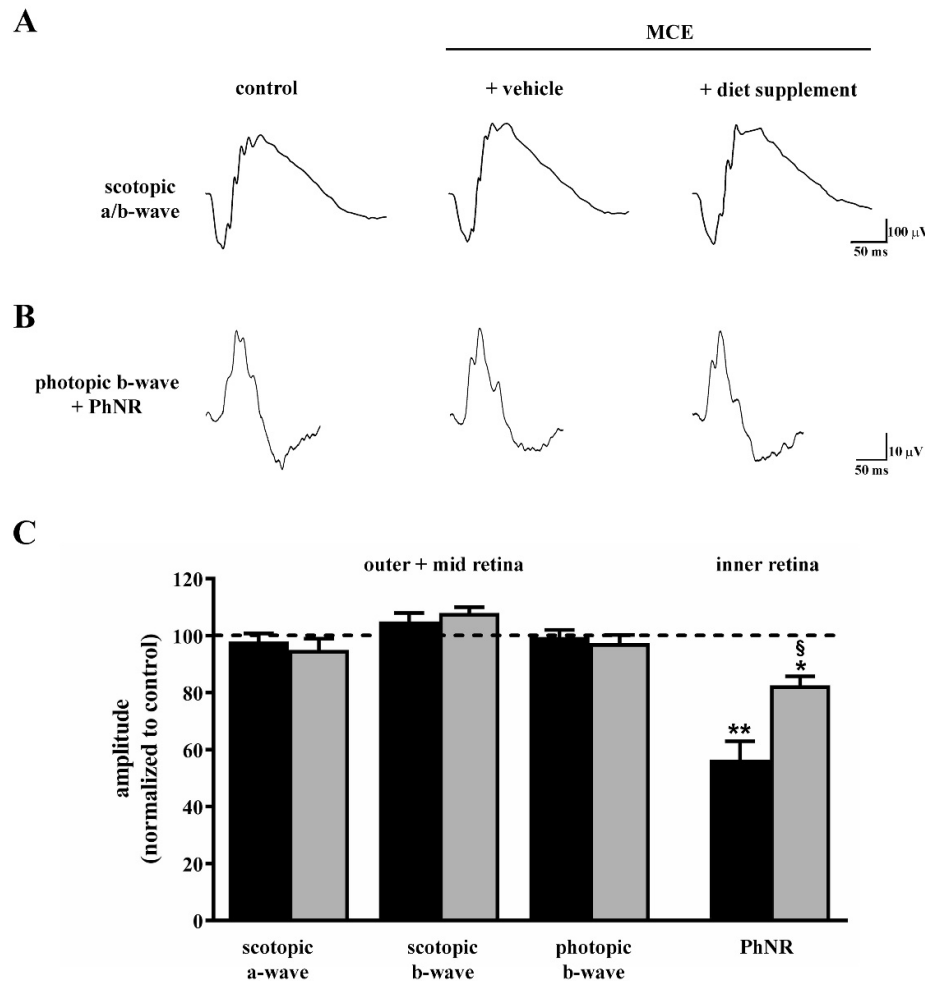 A
MCE
control
+ vehicle
+ diet supplement
scotopic
a/b-wave
100 μV
50 ms
B
photopic b-wave
+ PhNR
10 μV
50 ms
C
outer + mid retina
inner retina
amplitude
(normalized to control)
120
100
80
60
40
20
0
§
*
**
scotopic
a-wave
scotopic
b-wave
photopic
b-wave
PhNR